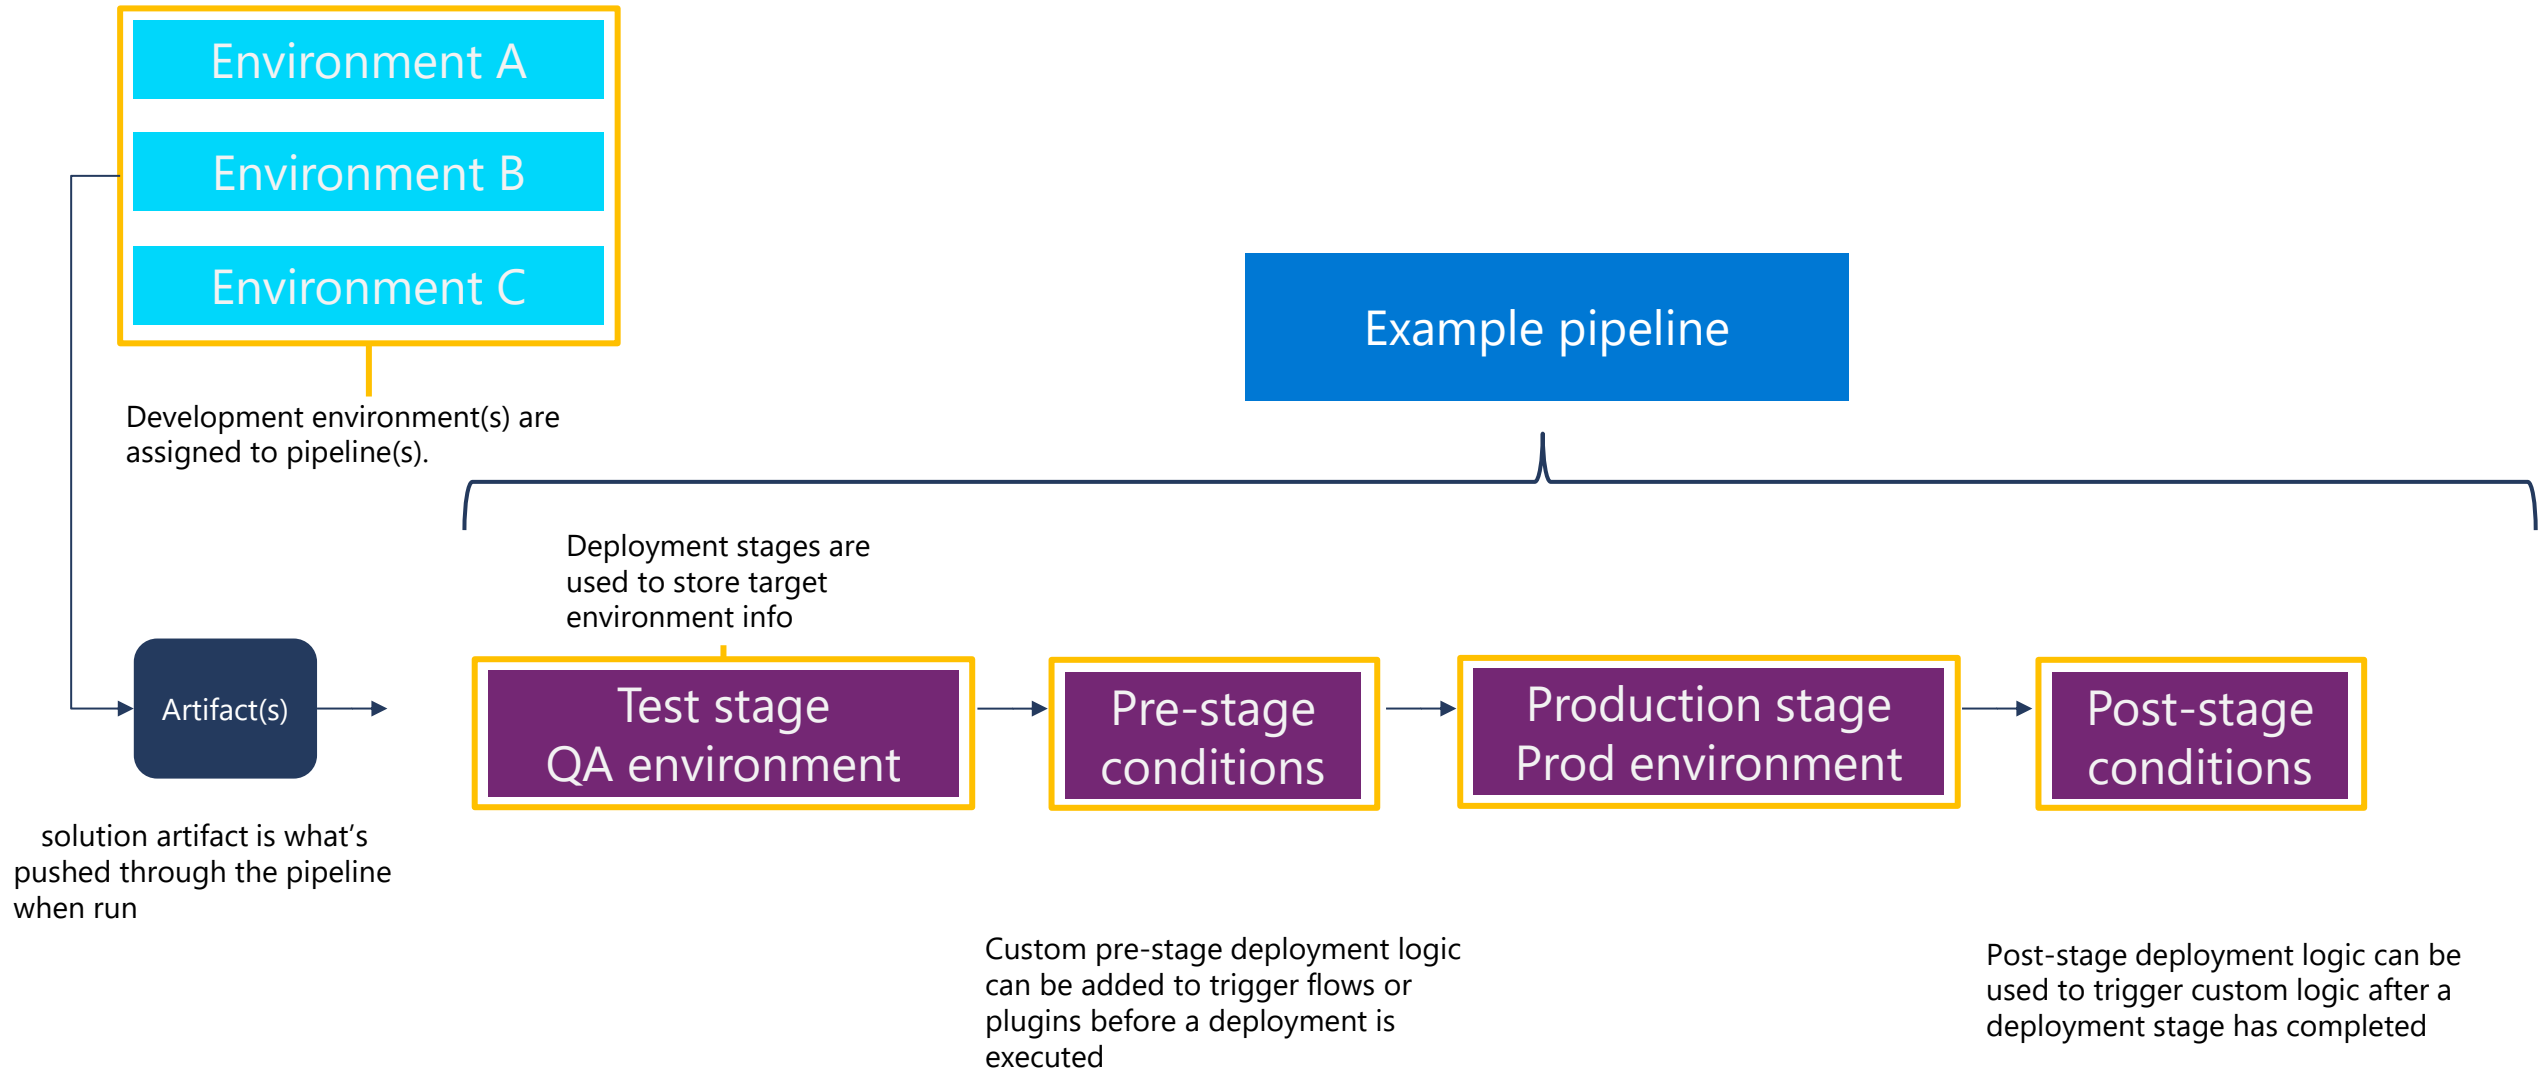 Environment A
Environment B
Environment C
Development environment(s) are
assigned to pipeline(s).
Example pipeline
Deployment stages are
used to store target
environment info
Artifact(s)
Test stage
QA environment
Pre-stage
conditions
Production stage
Prod environment
Post-stage
conditions
solution artifact is what's
pushed through the pipeline
when run
Custom pre-stage deployment logic
can be added to trigger flows or
plugins before a deployment is
executed
Post-stage deployment logic can be
used to trigger custom logic after a
deployment stage has completed